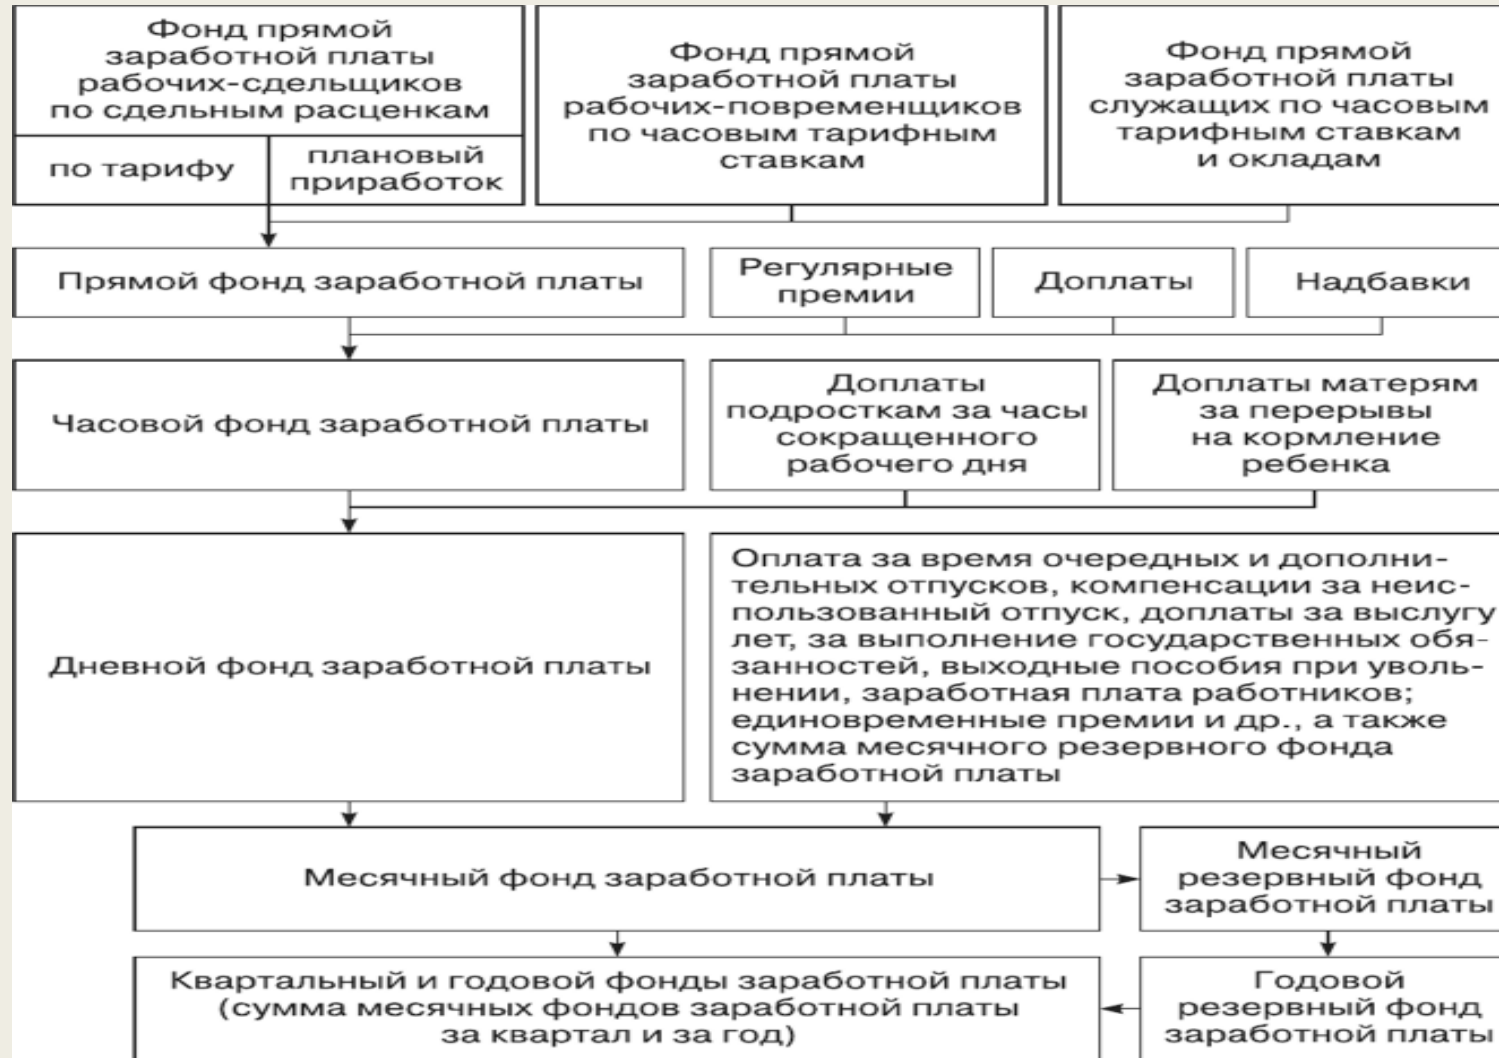 Фонд прямой
заработной платы
рабочих-сдельщиков
по сдельным расценкам
по тарифу
плановый
приработок
Фонд прямой
заработной платы
рабочих-повременщиков
по часовым тарифным
ставкам
Фонд прямой
заработной платы
служащих по часовым
тарифным ставкам
и окладам
Прямой фонд заработной платы
Регулярные
премии
Доплаты
Надбавки
Часовой фонд заработной платы
Доплаты
подросткам за часы
сокращенного
рабочего дня
Доплаты матерям
за перерывы
на кормление
ребенка
Дневной фонд заработной платы
Оплата за время очередных и дополни-
тельных отпусков, компенсации за неис-
пользованный отпуск, доплаты за выслугу
лет, за выполнение государственных обя-
занностей, выходные пособия при уволь-
нении, заработная плата работников;
единовременные премии и др., а также
сумма месячного резервного фонда
заработной платы
Месячный фонд заработной платы
Месячный
резервный фонд
заработной платы
Квартальный и годовой фонды заработной платы
(сумма месячных фондов заработной платы
за квартал и за год)
Годовой
резервный фонд
заработной платы